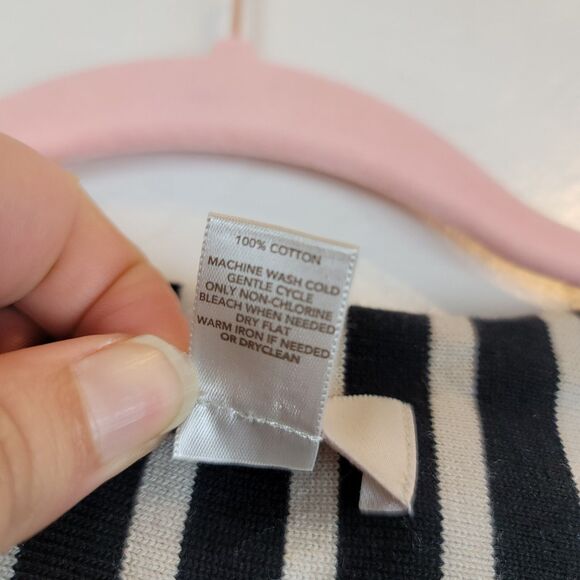 100% COTTON
MACHINE WASH COLD
GENTLE CYCLE
ONLY NON-CHLORINE
BLEACH WHEN NEEDED
DRY FLAT
WARM IRON IF NEEDED
OR DRYCLEAN